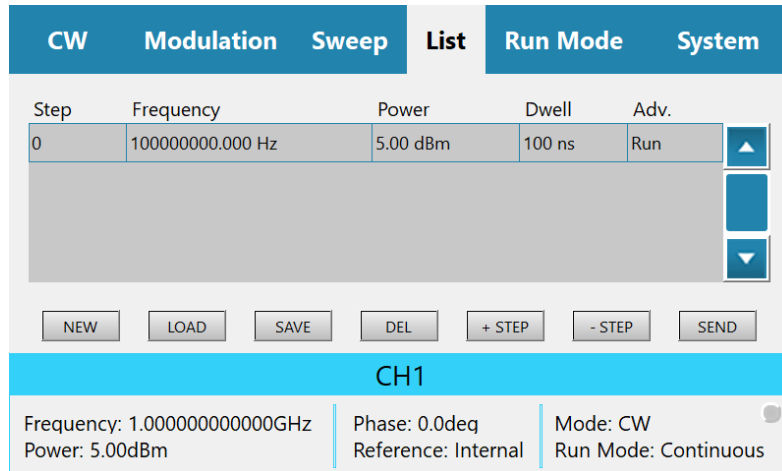 CW Modulation Sweep List Run Mode System
Step Frequency Power Dwell Adv.
0 100000000.000 Hz 5.00 dBm 100 ns Run
NEW LOAD SAVE DEL + STEP - STEP SEND
CH1
Frequency: 1.000000000000GHz Phase: 0.0deg Mode: CW
Power: 5.00dBm Reference: Internal Run Mode: Continuous